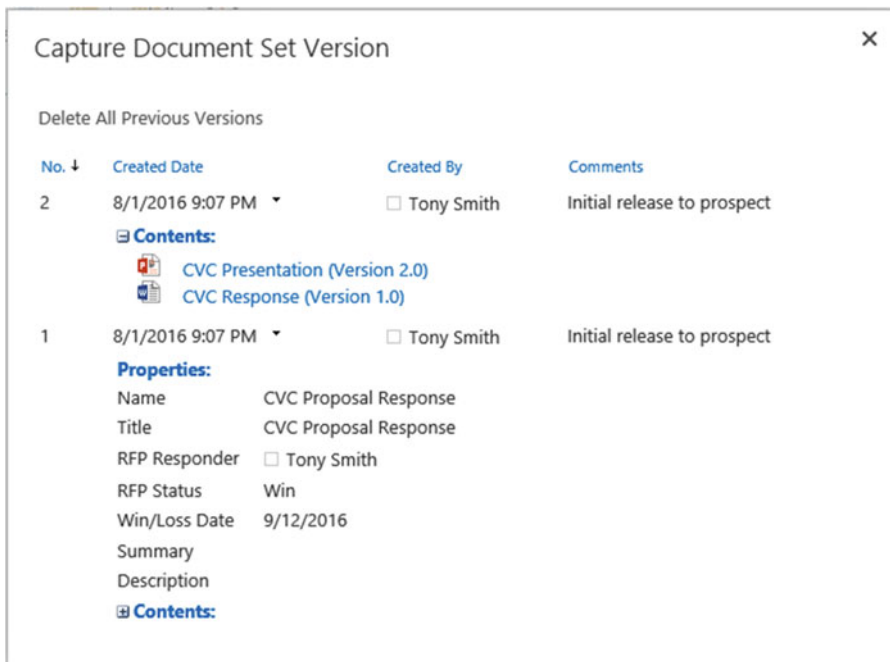 Capture Document Set Version
Delete All Previous Versions
No. Created Date Created By Comments
2 8/1/2016 9:07 PM Tony Smith Initial release to prospect
Contents:
CVC Presentation (Version 2.0)
CVC Response (Version 1.0)
1 8/1/2016 9:07 PM Tony Smith Initial release to prospect
Properties:
Name CVC Proposal Response
Title CVC Proposal Response
RFP Responder Tony Smith
RFP Status Win
Win/Loss Date 9/12/2016
Summary
Description
Contents: